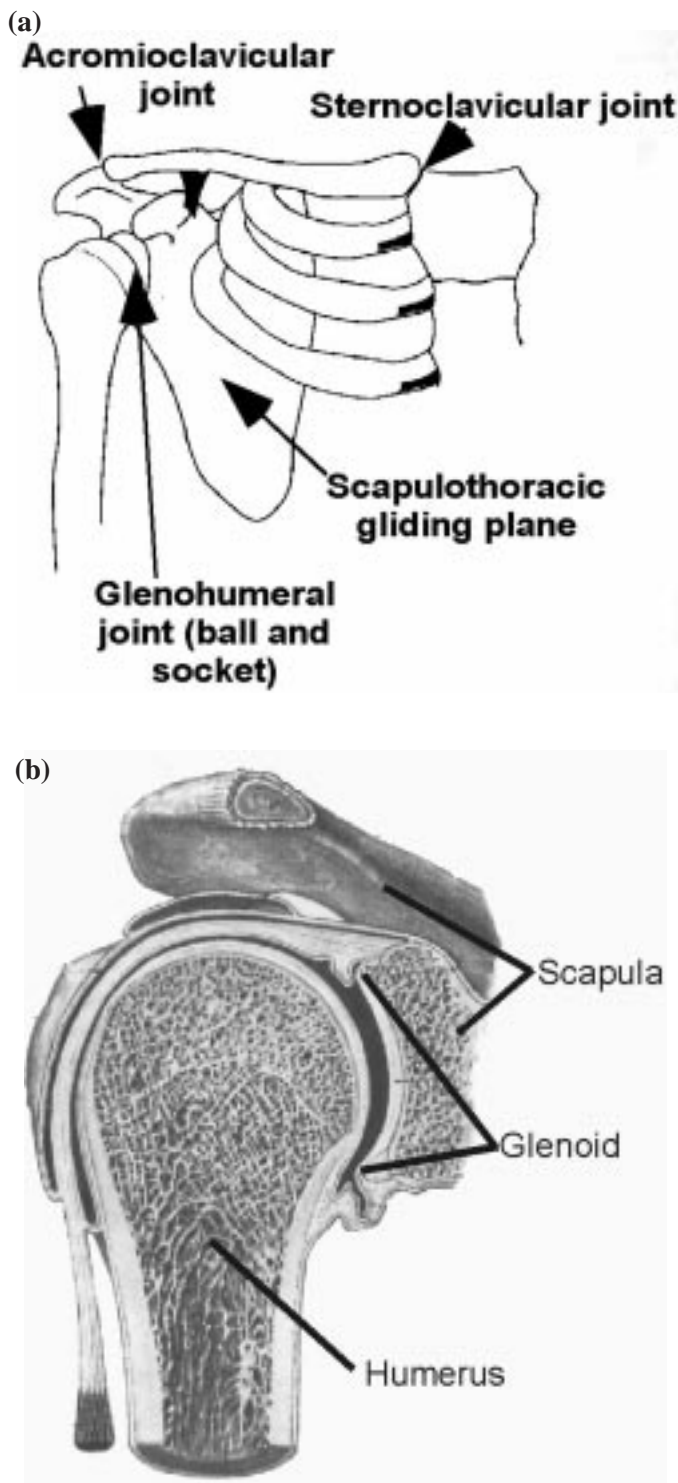 (a)
Acromioclavicular
joint
Sternoclavicular joint
Scapulothoracic
gliding plane
Glenohumeral
joint (ball and
socket)
(b)
Scapula
Glenoid
Humerus